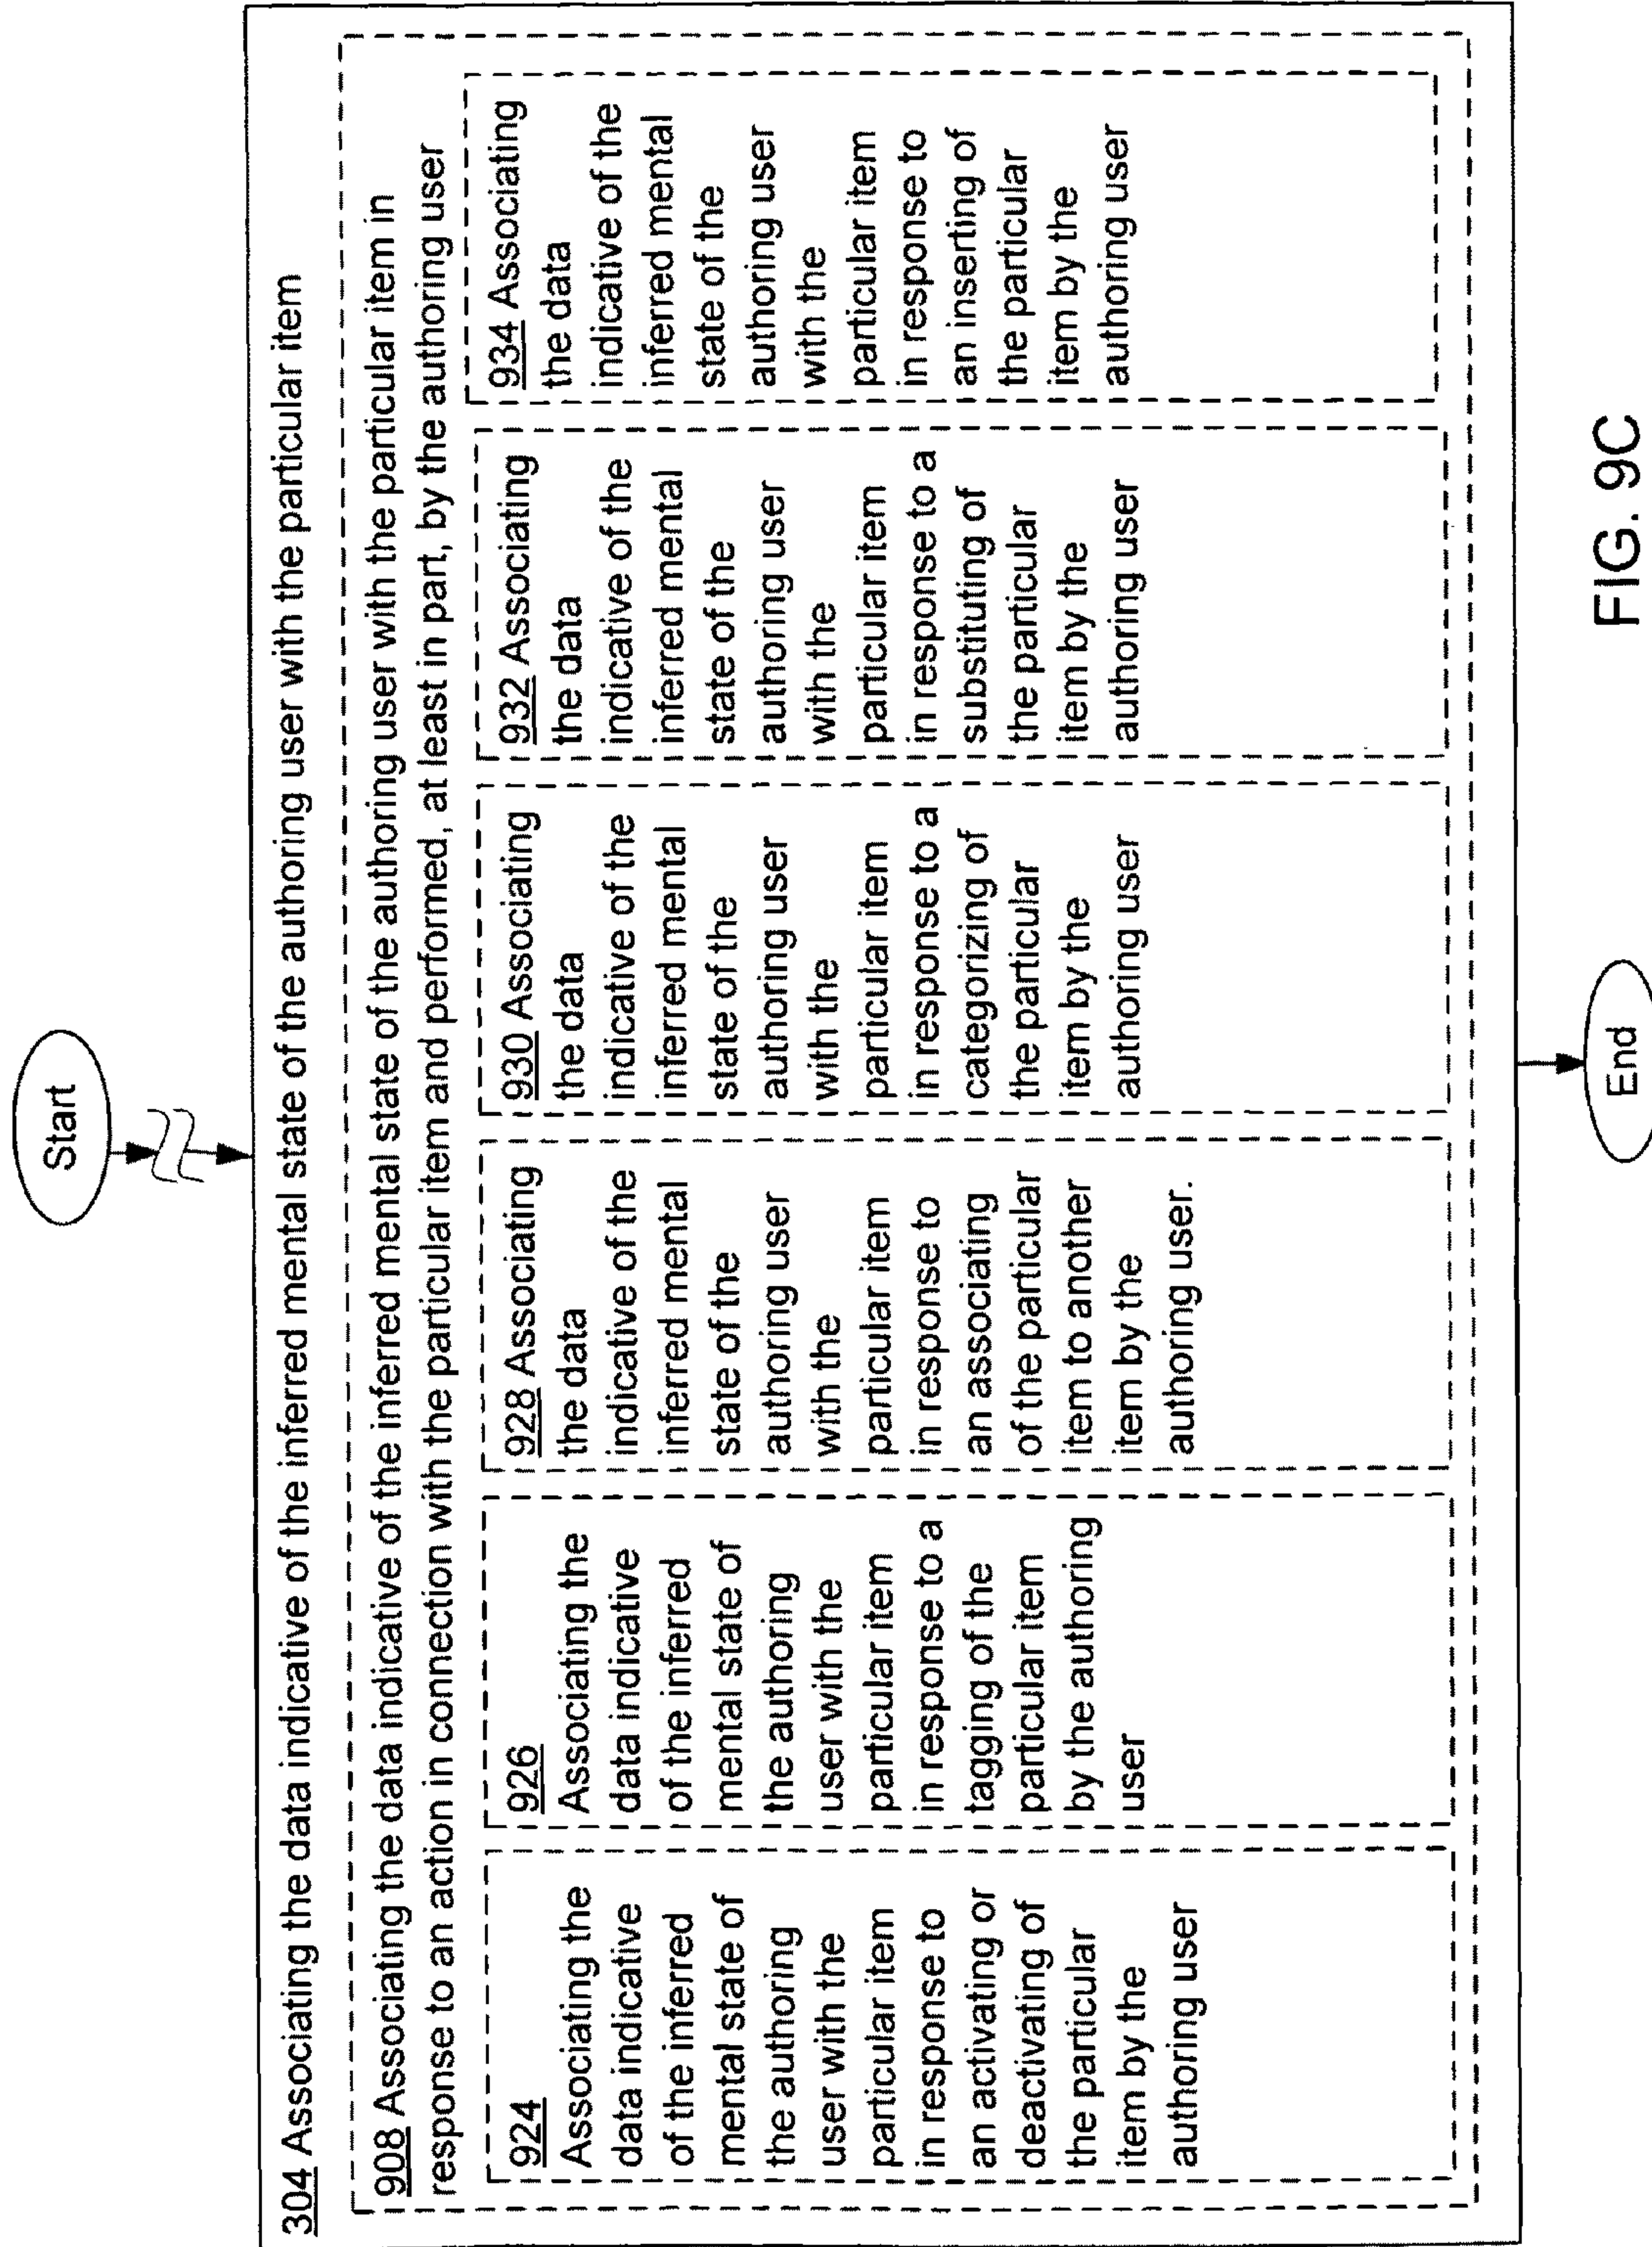 Start
304 Associating the data indicative of the inferred mental state of the authoring user with the particular item
908 Associating the data indicative of the inferred mental state of the authoring user with the particular item in
response to an action in connection with the particular item and performed, at least in part, by the authoring user
924
Associating the
data indicative
of the inferred
mental state of
the authoring
user with the
particular item
in response to
an activating or
deactivating of
the particular
item by the
authoring user
926
Associating the
data indicative
of the inferred
mental state of
the authoring
user with the
particular item
in response to a
tagging of the
particular item
by the authoring
user
928 Associating
the data
indicative of the
inferred mental
state of the
authoring user
with the
particular item
in response to
an associating
of the particular
item to another
item by the
authoring user.
930 Associating
the data
indicative of the
inferred mental
state of the
authoring user
with the
particular item
in response to a
categorizing of
the particular
item by the
authoring user
932 Associating
the data
indicative of the
inferred mental
state of the
authoring user
with the
particular item
in response to a
substituting of
the particular
item by the
authoring user
934 Associating
the data
indicative of the
inferred mental
state of the
authoring user
with the
particular item
in response to
an inserting of
the particular
item by the
authoring user
End
FIG. 9C